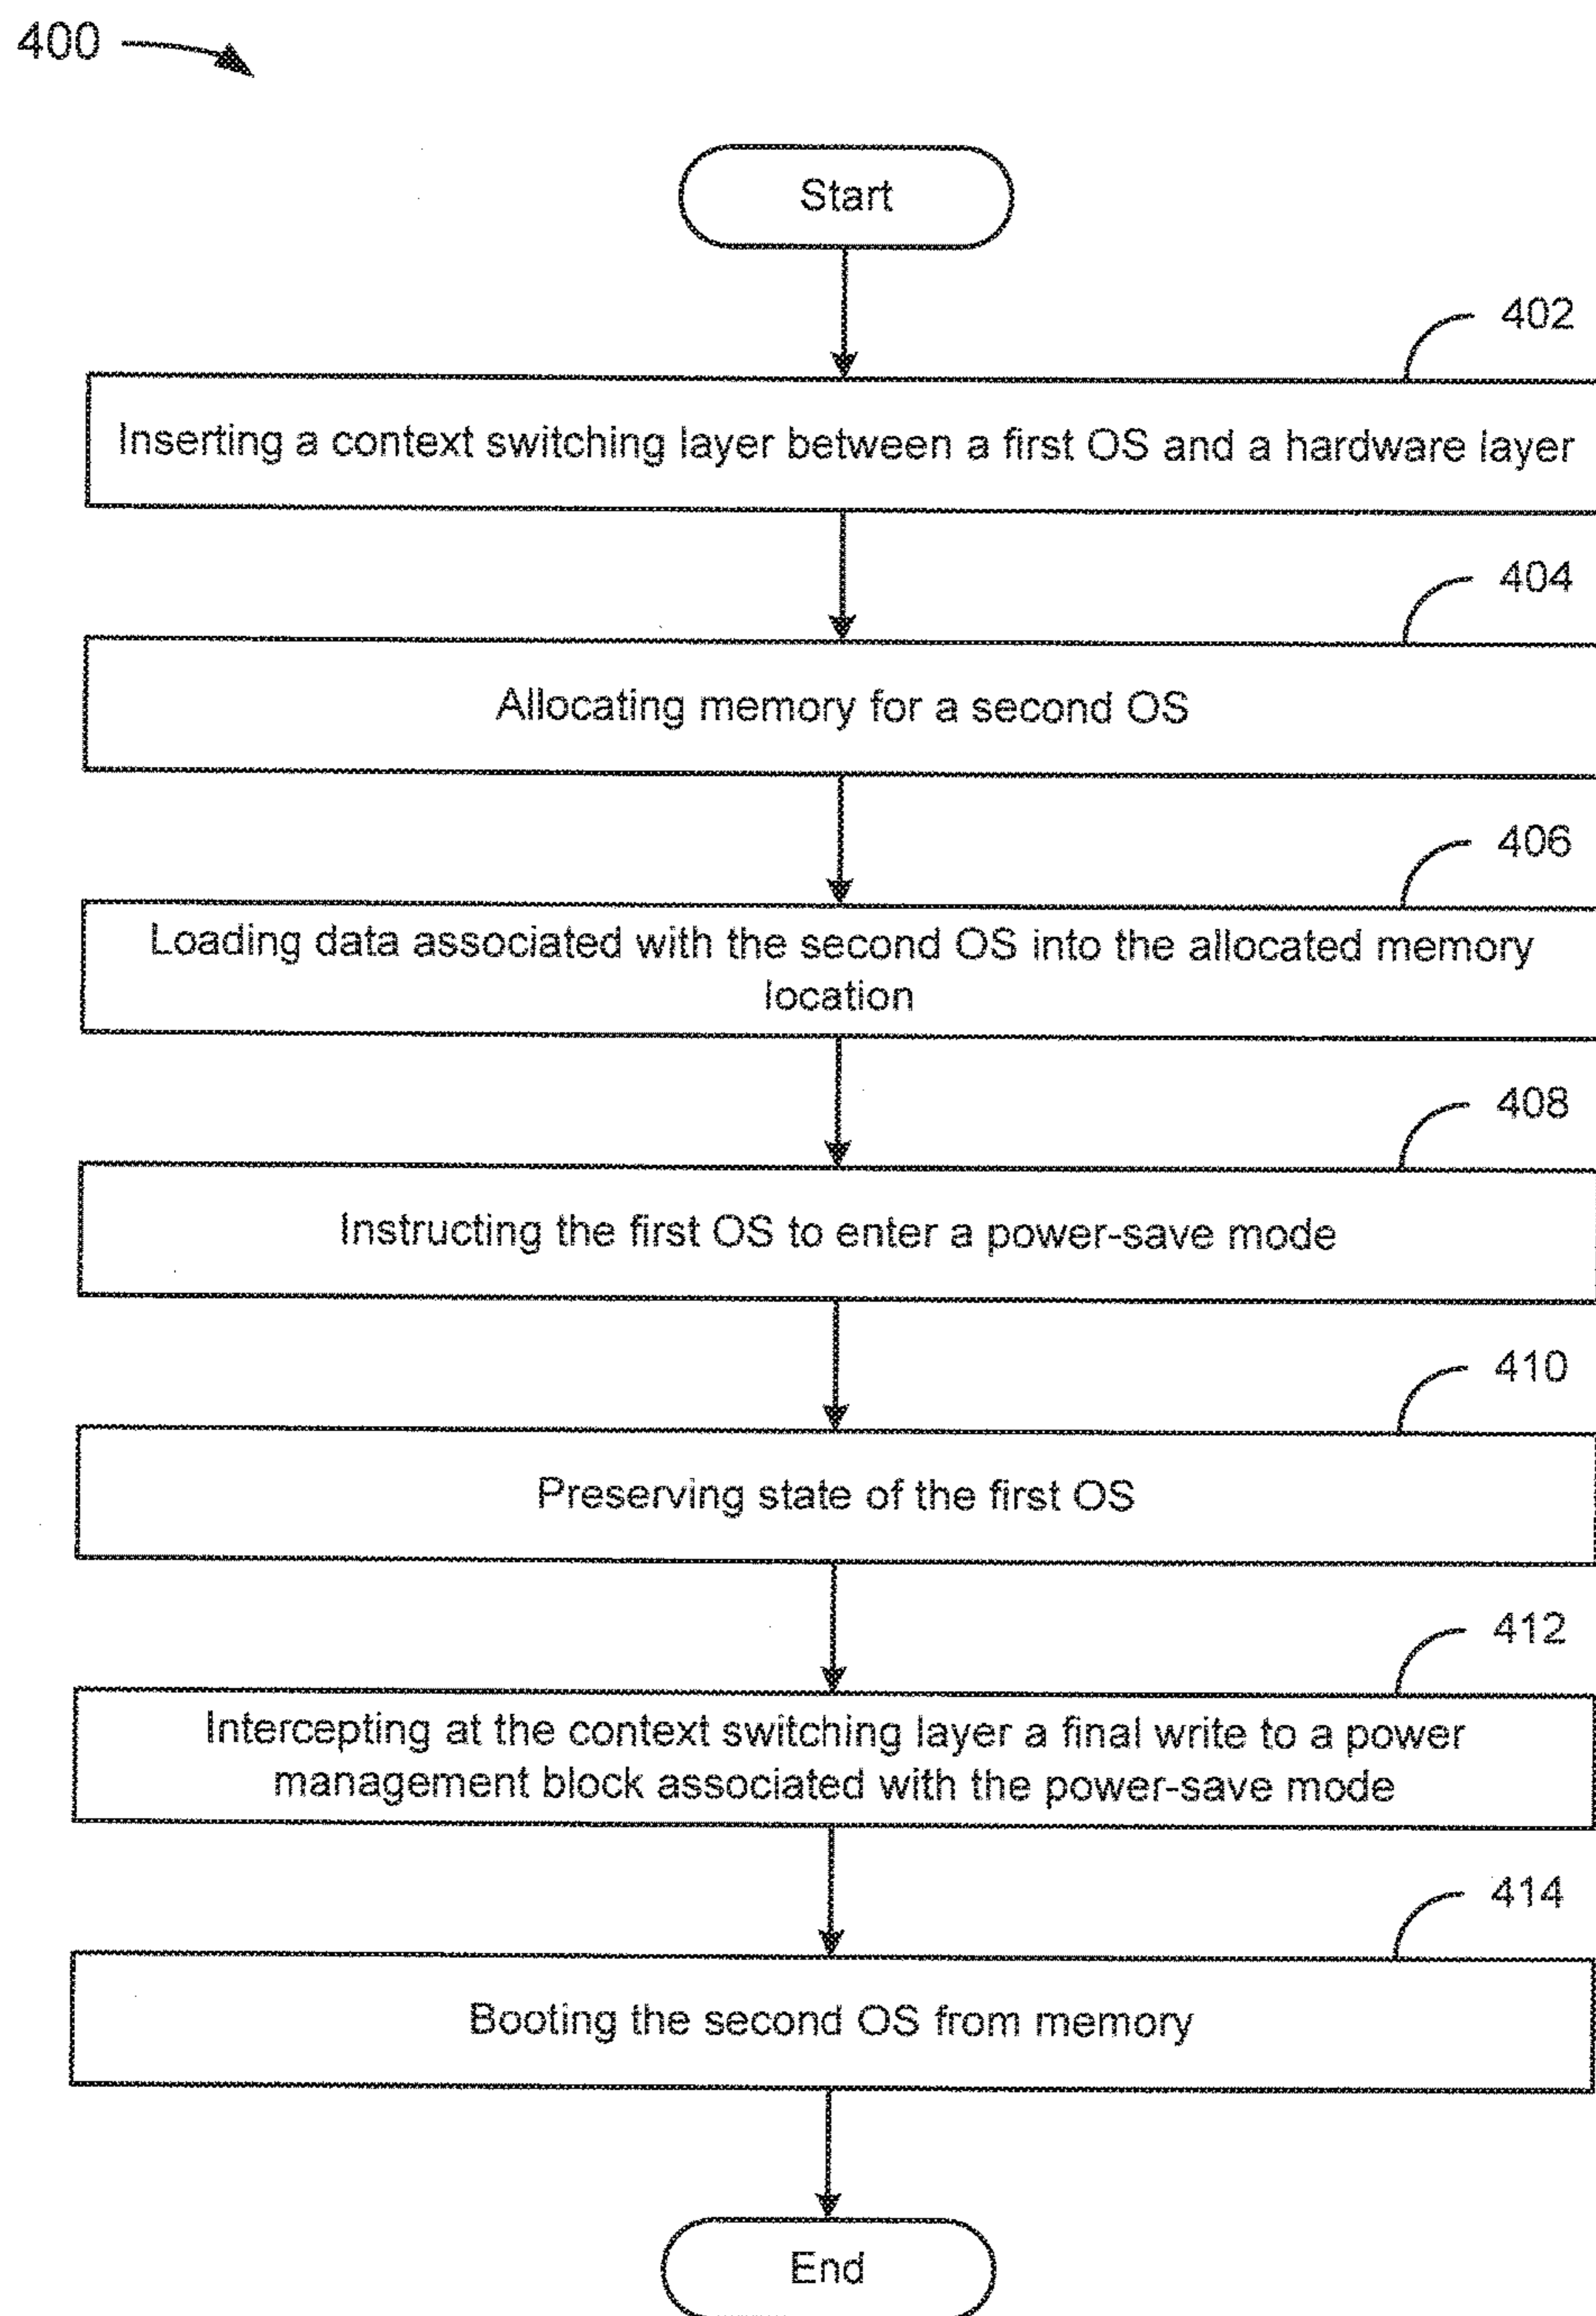 400
Start
402
Inserting a context switching layer between a first OS and a hardware layer
404
Allocating memory for a second OS
406
Loading data associated with the second OS into the allocated memory
location
408
Instructing the first OS to enter a power-save mode
410
Preserving state of the first OS
412
Intercepting at the context switching layer a final write to a power
management block associated with the power-save mode
414
Booting the second OS from memory
End